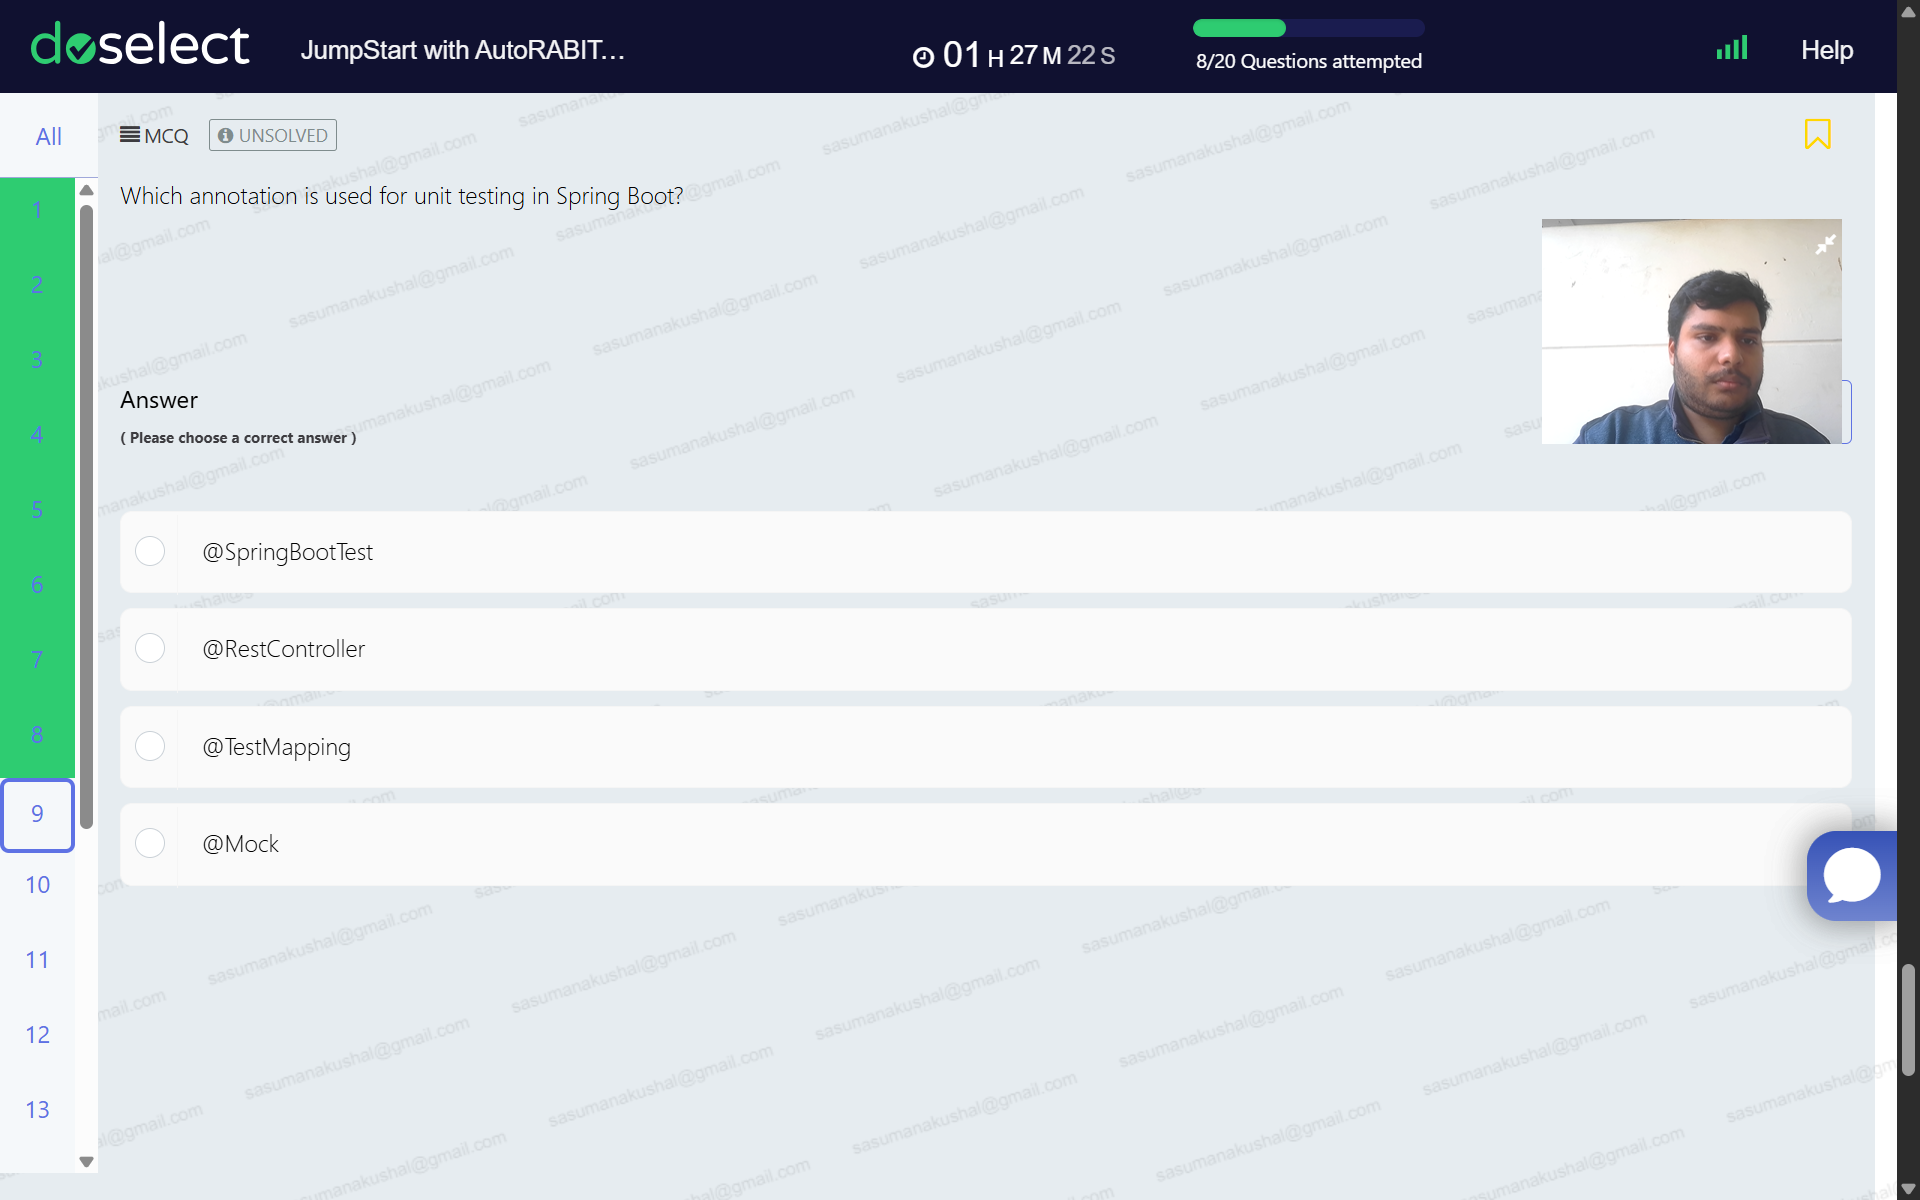 doselect
JumpStart with AutoRABIT...
01 H 27 M 22 S
8/20 Questions attempted
Help
All
MCQ
UNSOLVED
Which annotation is used for unit testing in Spring Boot?
Answer
( Please choose a correct answer )
@SpringBootTest
@RestController
@TestMapping
@Mock
1
2
3
4
5
6
7
8
9
10
11
12
13
sasumanakushal@gmail.com